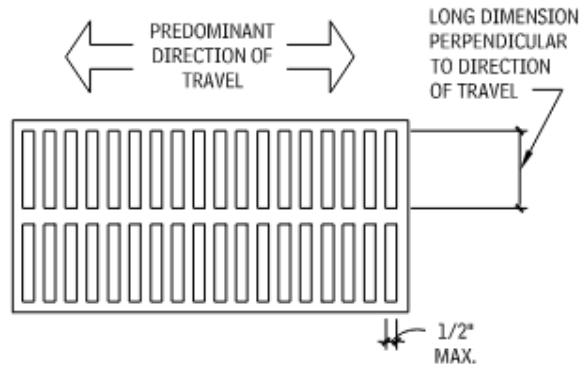 PREDOMINANT
DIRECTION OF
TRAVEL
LONG DIMENSION
PERPENDICULAR
TO DIRECTION
OF TRAVEL
1/2"
MAX.